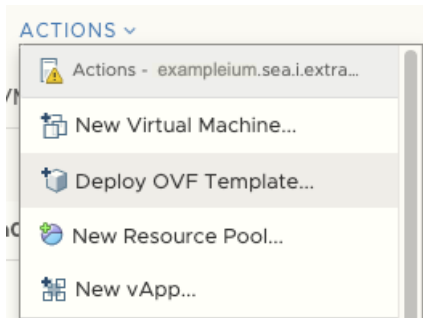 ACTIONS
Actions - exampleium.sea.i.extra...
New Virtual Machine...
Deploy OVF Template...
New Resource Pool...
New vApp...